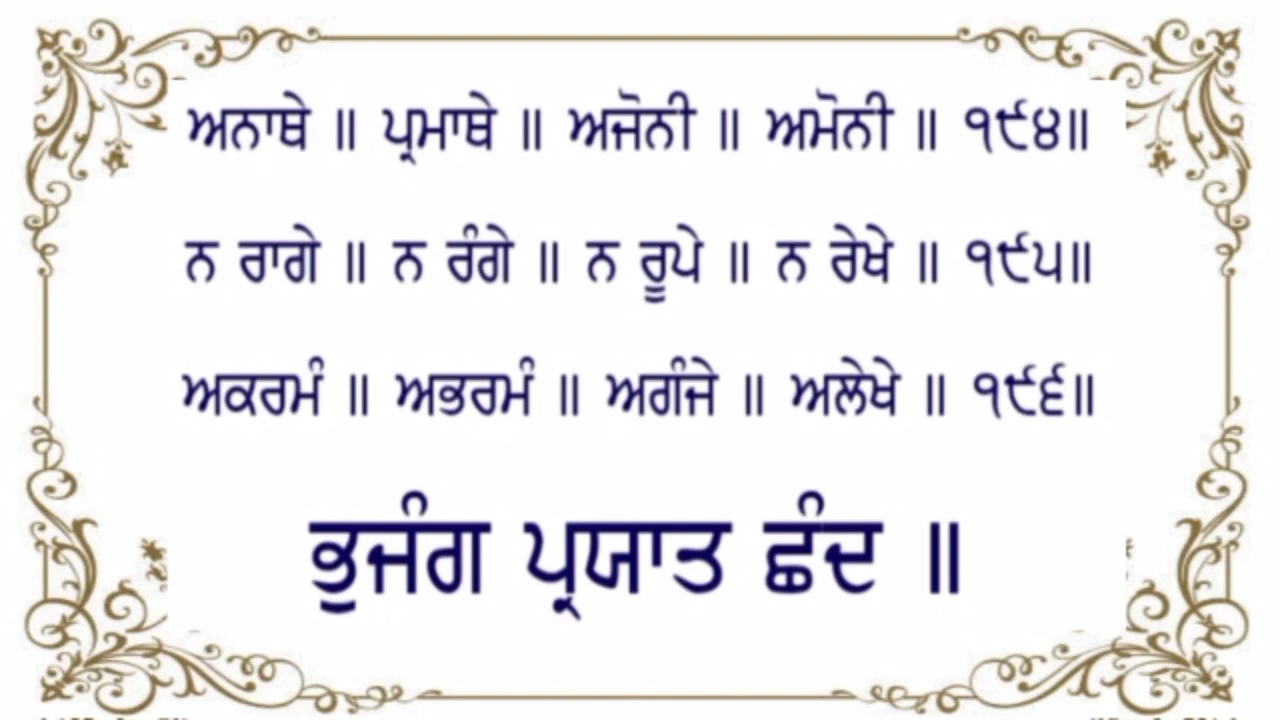 ਅਨਾਥੇ ॥ ਪ੍ਰਮਾਥੇ ॥ ਅਜੋਨੀ ॥ ਅਮੋਨੀ ॥ ੧੯੪॥
ਨ ਰਾਗੇ ॥ ਨ ਰੰਗੇ ॥ ਨ ਰੂਪੇ ॥ ਨ ਰੇਖੇ ॥ ੧੯੫॥
ਅਕਰਮੰ ॥ ਅਭਰਮੰ ॥ ਅਗੰਜੇ ॥ ਅਲੇਖੇ ॥ ੧੯੬॥
ਭੁਜੰਗ ਪ੍ਰਯਾਤ ਛੰਦ ॥